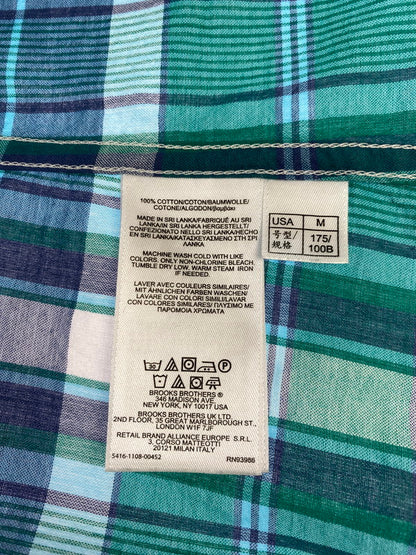 100% COTTON/COTON/BAUMWOLLE/
COTONE/ALGODON/βαμβάκι
MADE IN SRI LANKA/FABRIQUÉ AU SRI
LANKA/IN SRI LANKA HERGESTELLT/
CONFEZIONATO NELLO SRI LANKA/HECHO
EN SRI LANKA/ΚΑΤΑΣΚΕΥΑΣΜΕΝΟ ΣΤΗ ΣΡΙ
ΛΑΝΚΑ
MACHINE WASH COLD WITH LIKE
COLORS. ONLY NON-CHLORINE BLEACH.
TUMBLE DRY LOW. WARM STEAM IRON
IF NEEDED.
LAVER AVEC COULEURS SIMILAIRES/
MIT ÄHNLICHEN FARBEN WASCHEN/
LAVARE CON COLORI SIMILI/LAVAR CON
COLORES SIMILARES/ ΠΛΥΣΙΜΟ ΜΕ
ΠΑΡΟΜΟΙΑ ΧΡΩΜΑΤΑ
30
P
BROOKS BROTHERS ®
346 MADISON AVE.
NEW YORK, NY 10017 USA
BROOKS BROTHERS UK LTD.
2ND FLOOR, 35 GREAT MARLBOROUGH ST.,
LONDON W1F 7JF
RETAIL BRAND ALLIANCE EUROPE S.R.L.
3, CORSO MATTEOTTI
20121 MILAN ITALY
5416-1108-00452 RN93986
USA M
号型/ 175/
规格 100B